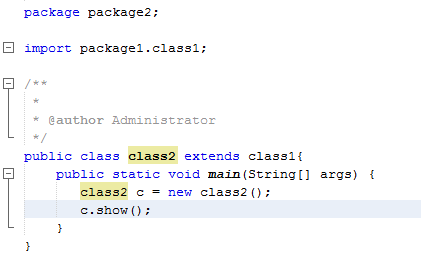 package package2;
import package1.class1;
/**
*
* @author Administrator
*/
public class class2 extends class1{
public static void main(String[] args) {
class2 c = new class2();
c.show();
}
}